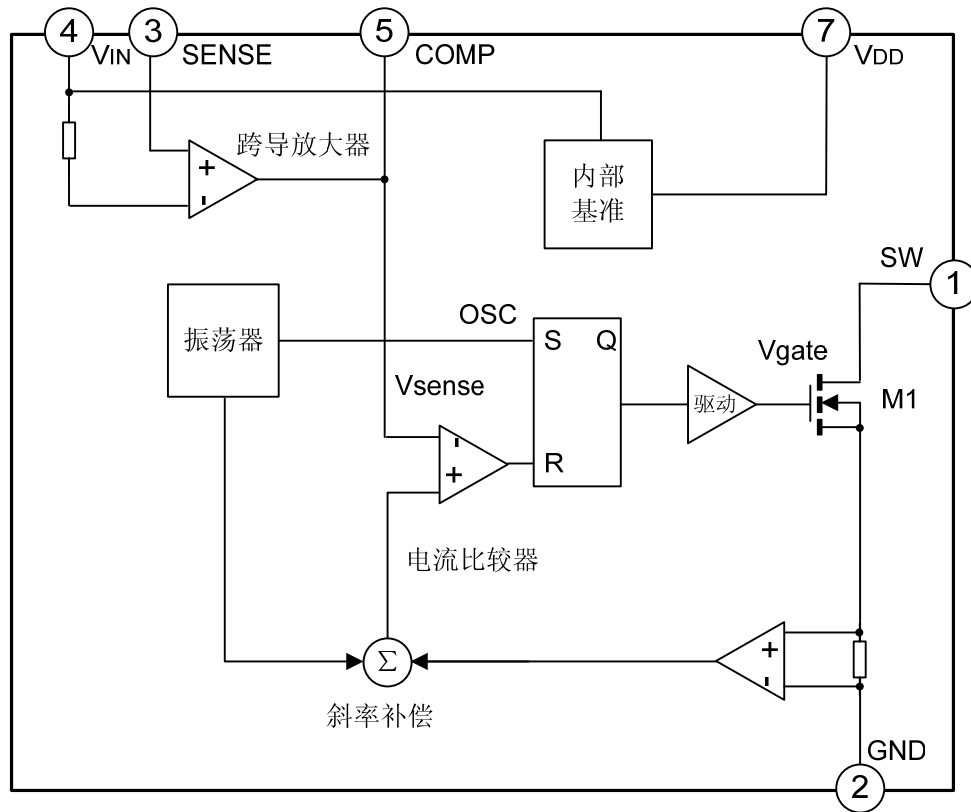 4
VIN
3
SENSE
5
COMP
7
VDD
跨导放大器
+
-
内部
基准
SW
1
振荡器
OSC
S
Q
Vgate
驱动
M1
Vsense
-
+
R
电流比较器
Σ
+
-
斜率补偿
GND
2